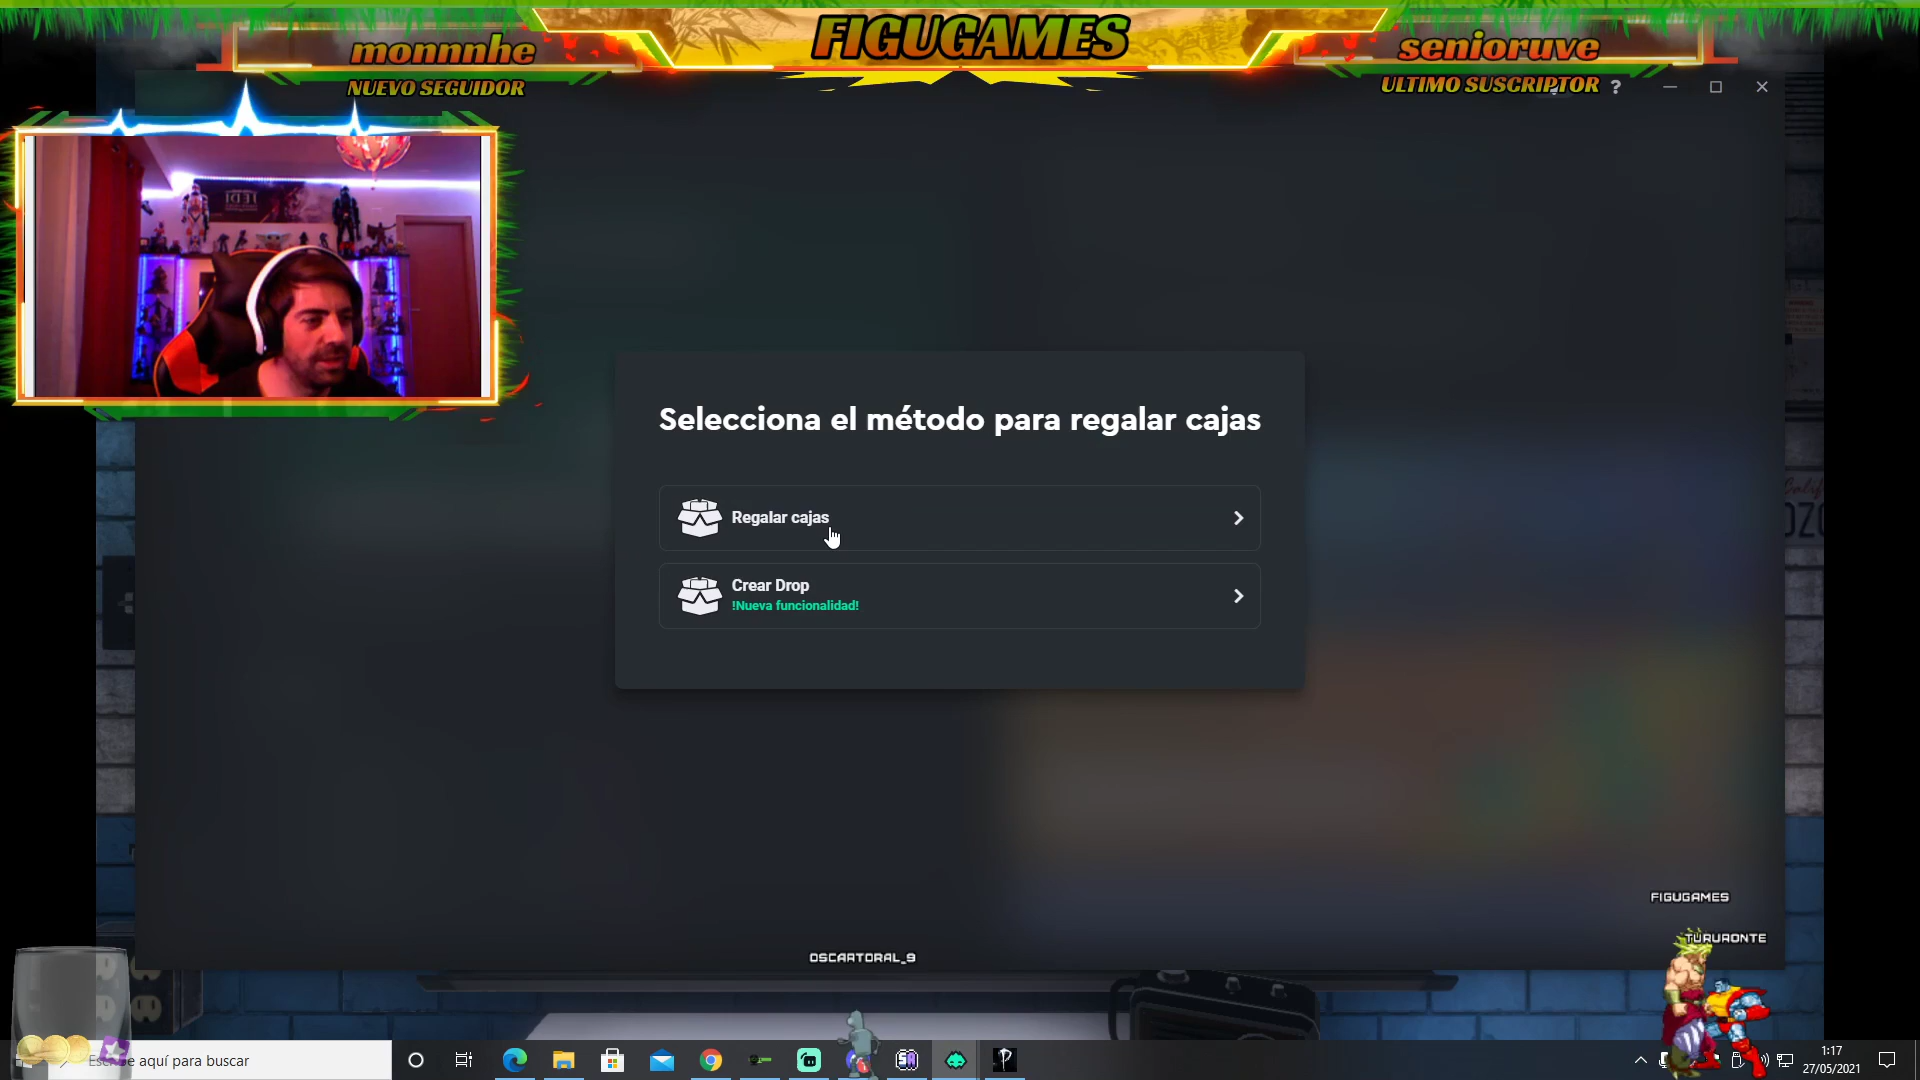 FIGUGAMES
monnnhe
NUEVO SEGUIDOR
senioruve
ULTIMO SUSCRIPTOR
?
JEDI
Selecciona el método para regalar cajas
Regalar cajas
Crear Drop
!Nueva funcionalidad!
FIGUGAMES
TURURONTE
OSCARTORAL_9
aquí para buscar
1:17
27/05/2021